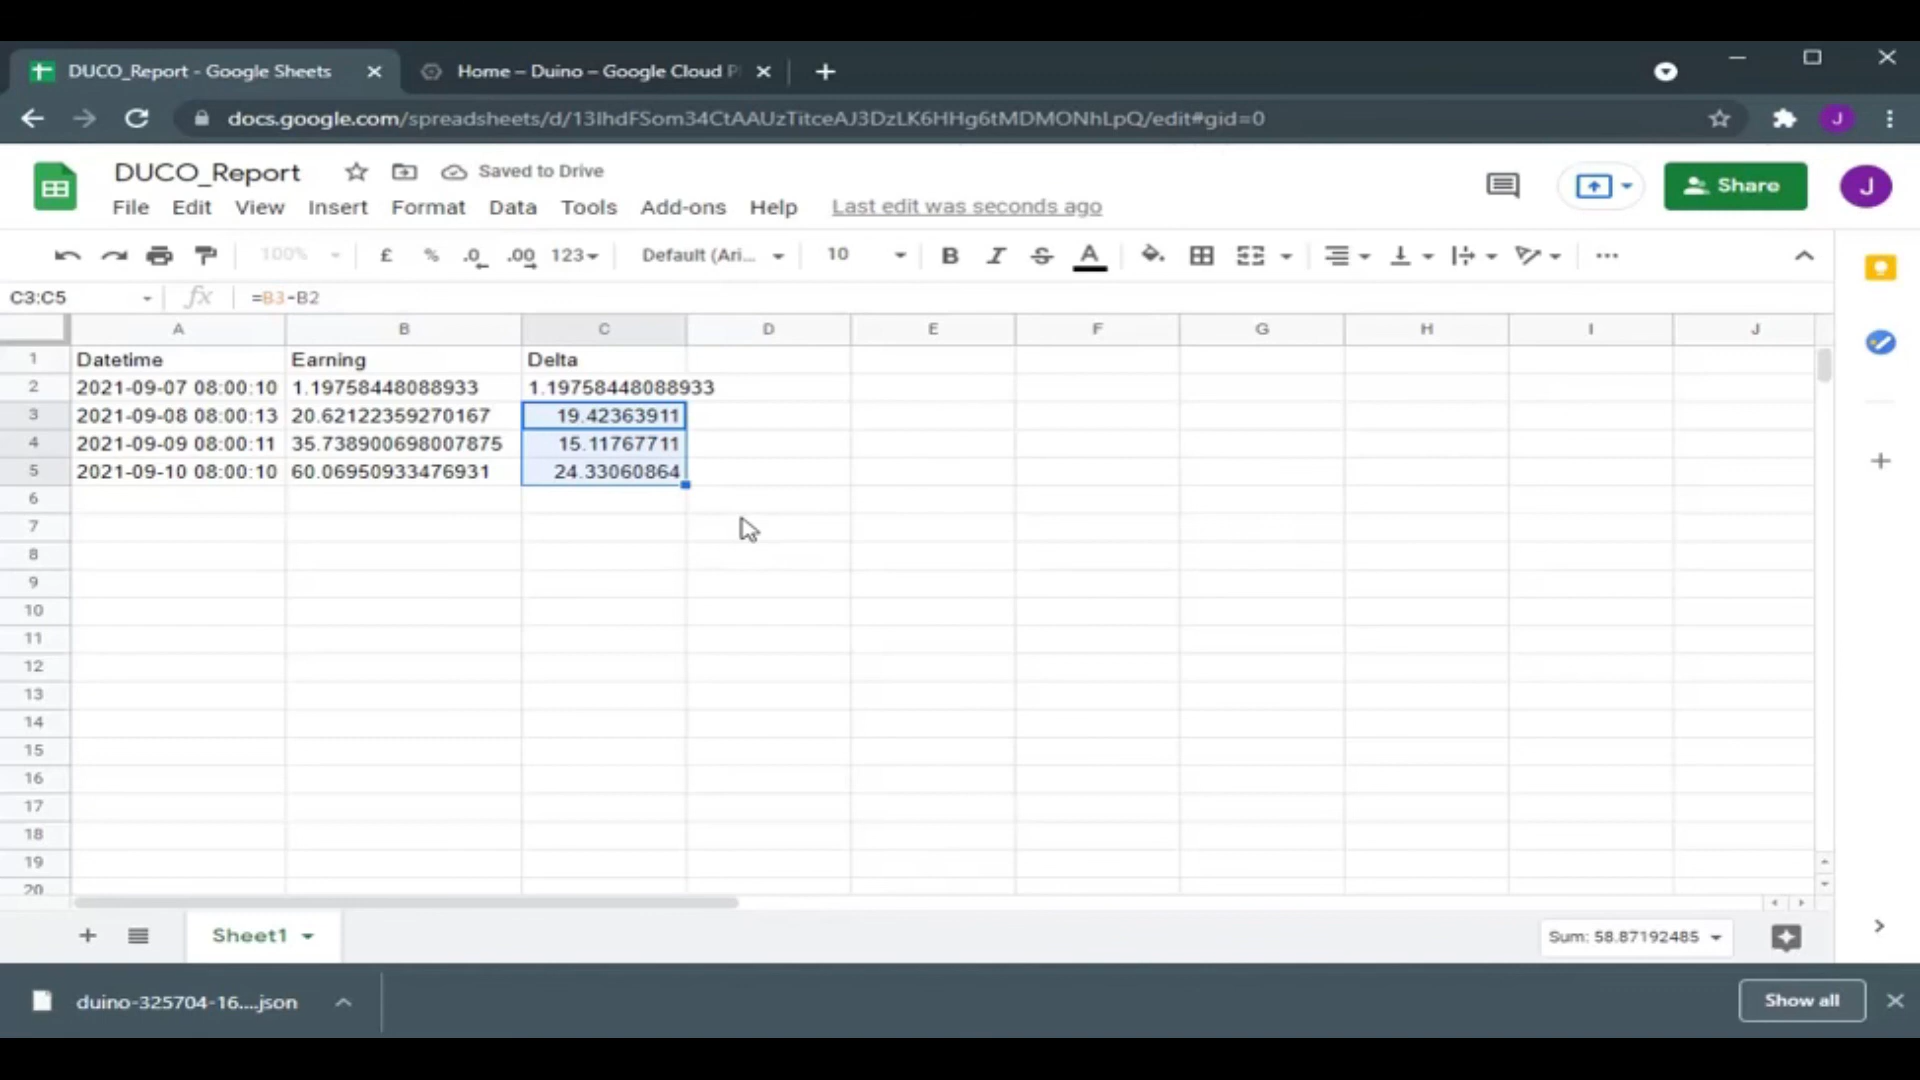 DUCO_Report - Google Sheets
Home – Duino – Google Cloud P
docs.google.com/spreadsheets/d/13IhdFSom34CtAAUzTitceAJ3DzLK6HHg6tMDMONhLpQ/edit#gid=0
J
DUCO_Report
Saved to Drive
Share
J
File Edit View Insert Format Data Tools Add-ons Help Last edit was seconds ago
100% £ % .0 .00 123 Default (Ari... 10 B I S A
C3:C5 fx =B3-B2
A B C D E F G H I J
1 Datetime Earning Delta
2 2021-09-07 08:00:10 1.19758448088933 1.19758448088933
3 2021-09-08 08:00:13 20.62122359270167 19.42363911
4 2021-09-09 08:00:11 35.738900698007875 15.11767711
5 2021-09-10 08:00:10 60.06950933476931 24.33060864
6
7
8
9
10
11
12
13
14
15
16
17
18
19
20
Sheet1
Sum: 58.87192485
duino-325704-16....json
Show all